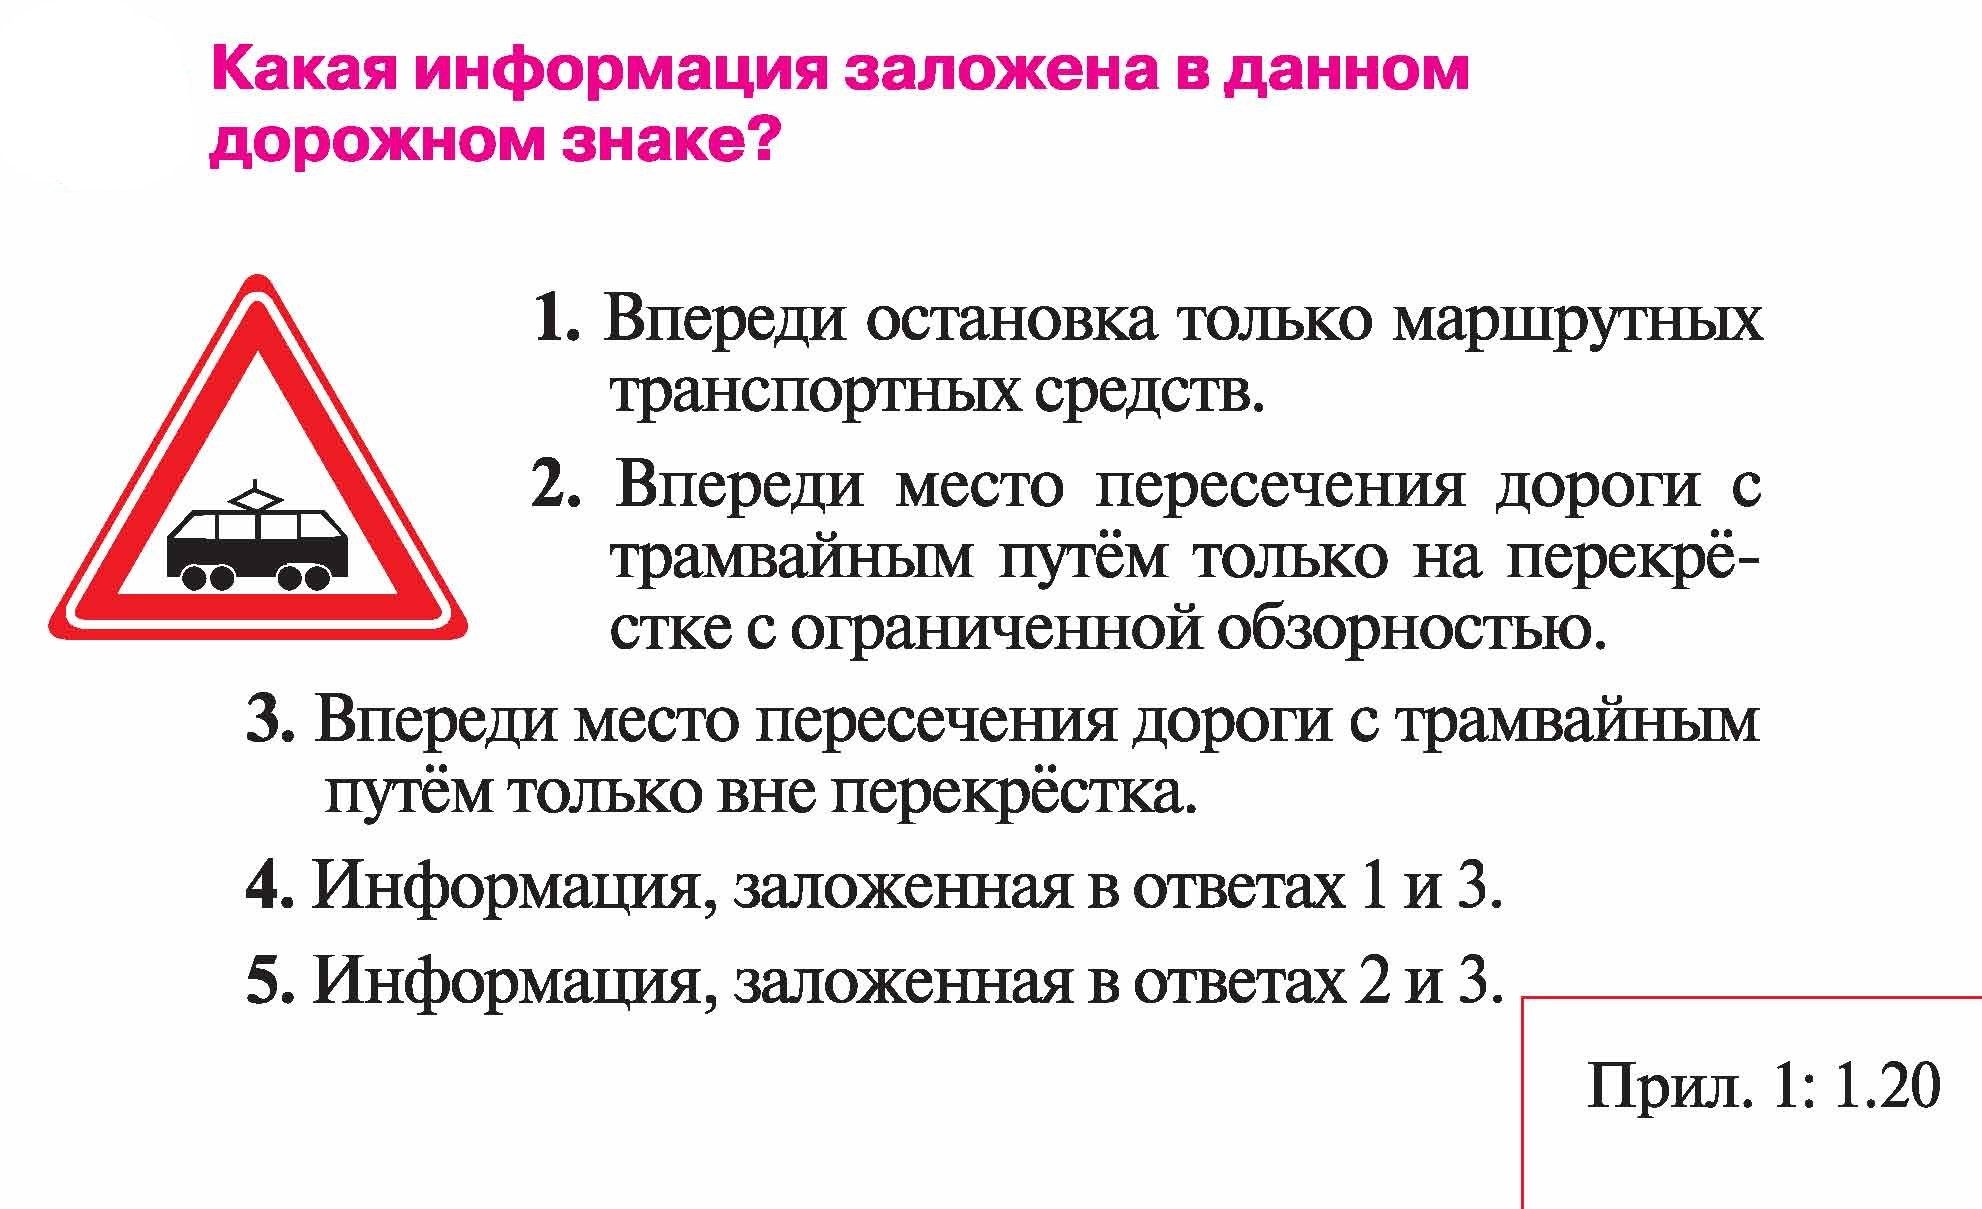 Какая информация заложена в данном
дорожном знаке?
1. Впереди остановка только маршрутных
транспортных средств.
2. Впереди место пересечения дороги с
трамвайным путём только на перекрё-
стке с ограниченной обзорностью.
3. Впереди место пересечения дороги с трамвайным
путём только вне перекрёстка.
4. Информация, заложенная в ответах 1 и 3.
5. Информация, заложенная в ответах 2 и 3.
Прил. 1: 1.20